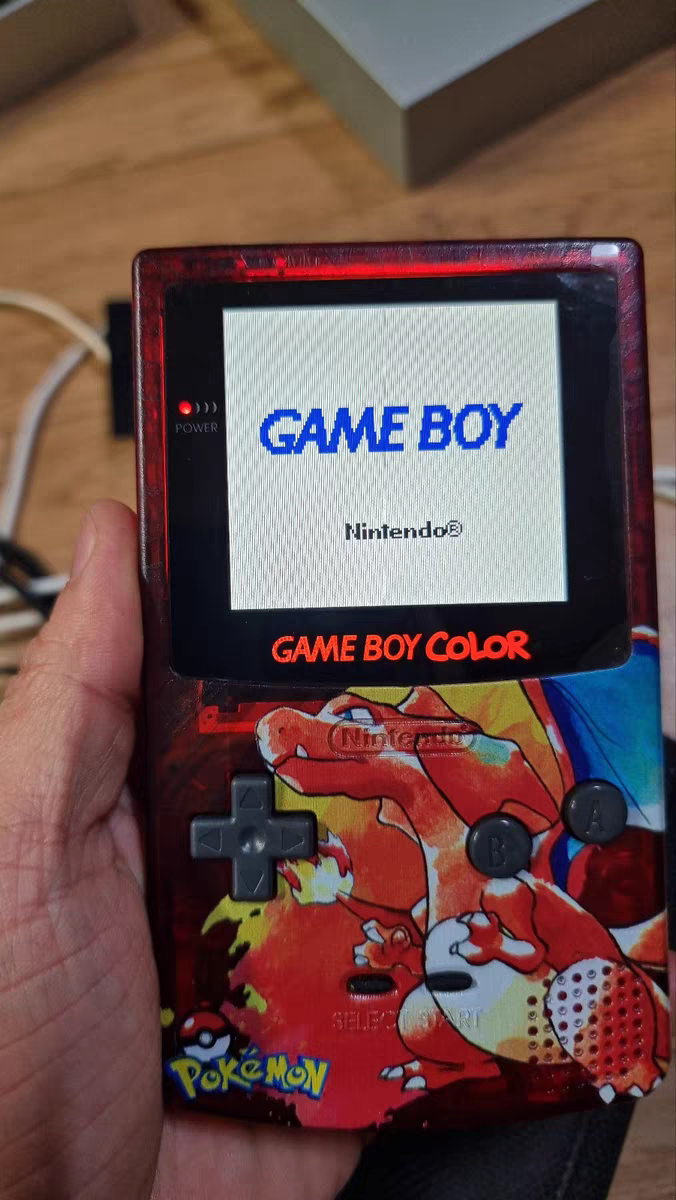 POWER
GAME BOY
Nintendo®
GAME BOY COLOR
Nintendo
A
B
SELECT START
POKéMON